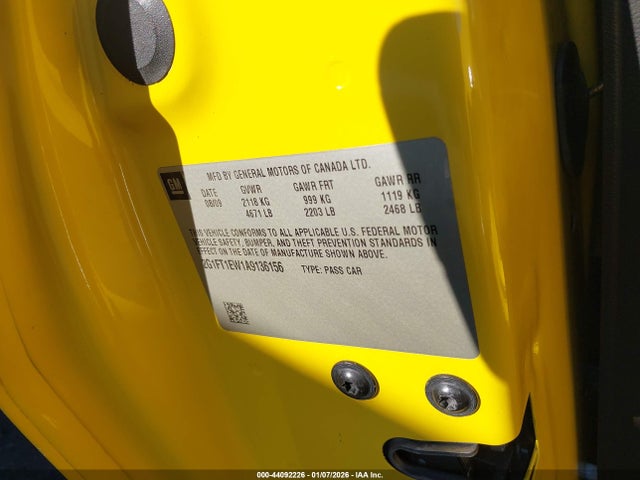 GM
MFD BY GENERAL MOTORS OF CANADA LTD.
DATE GVWR GAWR FRT GAWR RR
08/09 2118 KG 999 KG 1119 KG
4671 LB 2203 LB 2468 LB
THIS VEHICLE CONFORMS TO ALL APPLICABLE U.S. FEDERAL MOTOR
VEHICLE SAFETY, BUMPER, AND THEFT PREVENTION STANDARDS IN
EFFECT ON THE DATE OF MANUFACTURE SHOWN ABOVE.
2G1FT1EW1A9136156 TYPE: PASS CAR
000-44092226 - 01/07/2026 - IAA Inc.